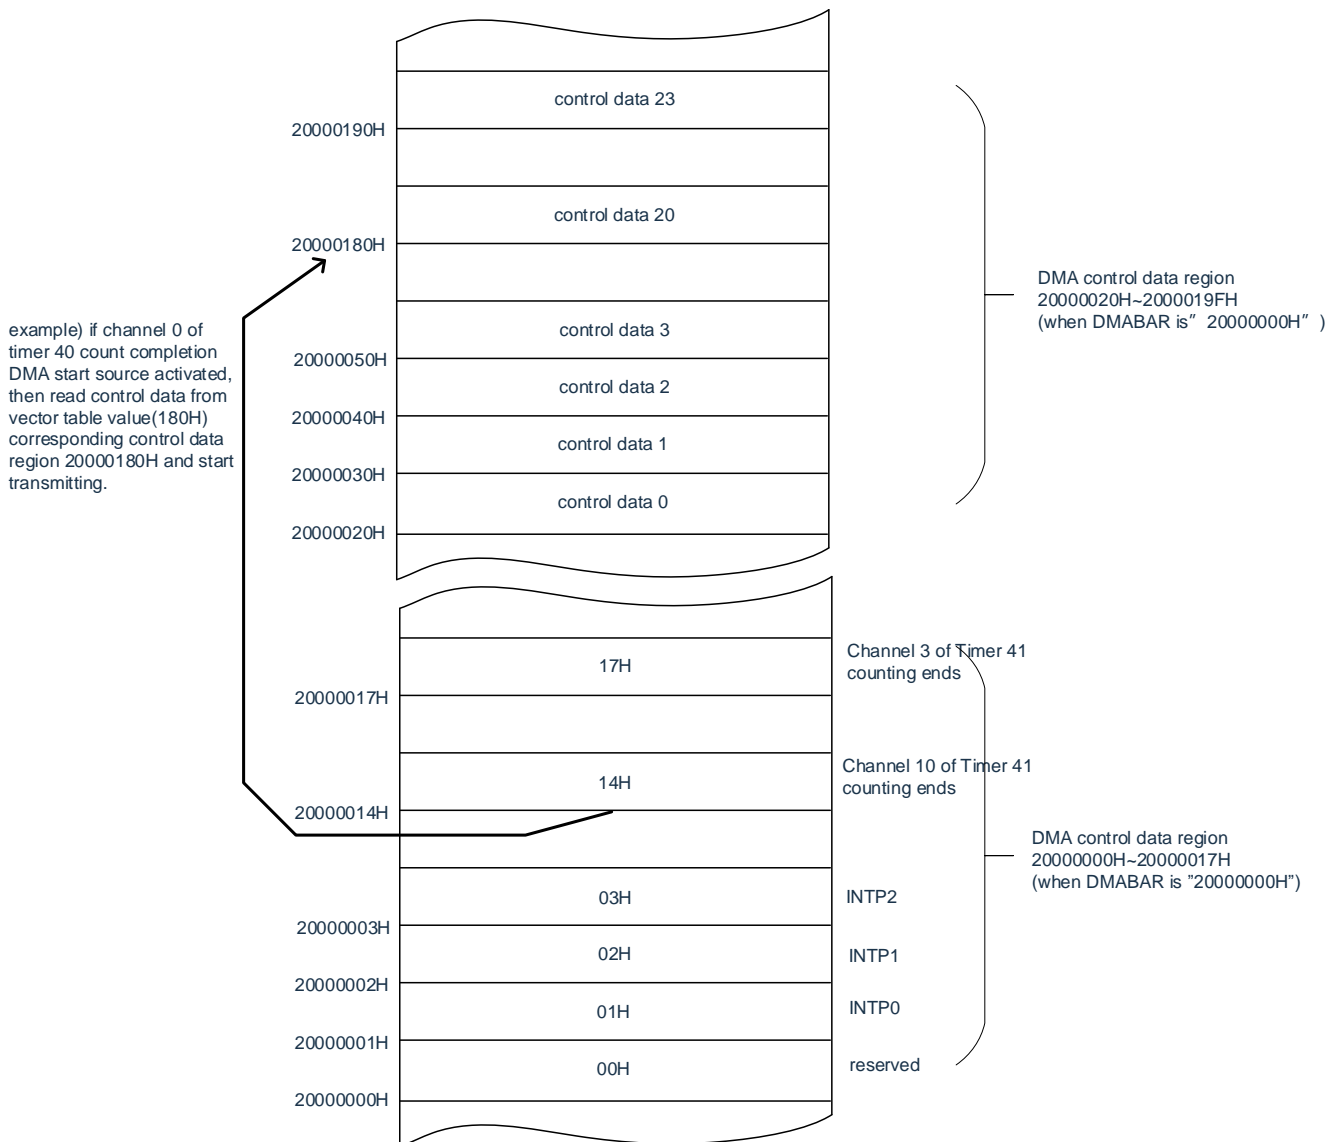 control data 23
20000190H
control data 20
20000180H
DMA control data region
20000020H~2000019FH
(when DMABAR is” 20000000H” )
example) if channel 0 of
timer 40 count completion
DMA start source activated,
then read control data from
vector table value(180H)
corresponding control data
region 20000180H and start
transmitting.
control data 3
20000050H
control data 2
20000040H
control data 1
20000030H
control data 0
20000020H
17H
Channel 3 of Timer 41
counting ends
20000017H
14H
Channel 10 of Timer 41
counting ends
20000014H
DMA control data region
20000000H~20000017H
(when DMABAR is ”20000000H”)
03H
INTP2
20000003H
02H
INTP1
20000002H
01H
INTP0
20000001H
00H
reserved
20000000H